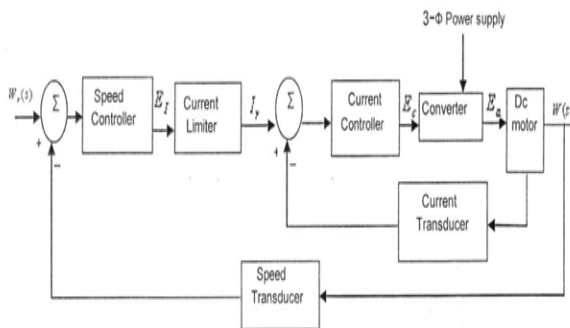 3-Φ Power supply
W_r(s)
Σ
Speed
Controller
E_I
Current
Limiter
I_r
Σ
Current
Controller
E_c
Converter
E_a
Dc
motor
W(s
+
−
−
Current
Transducer
Speed
Transducer